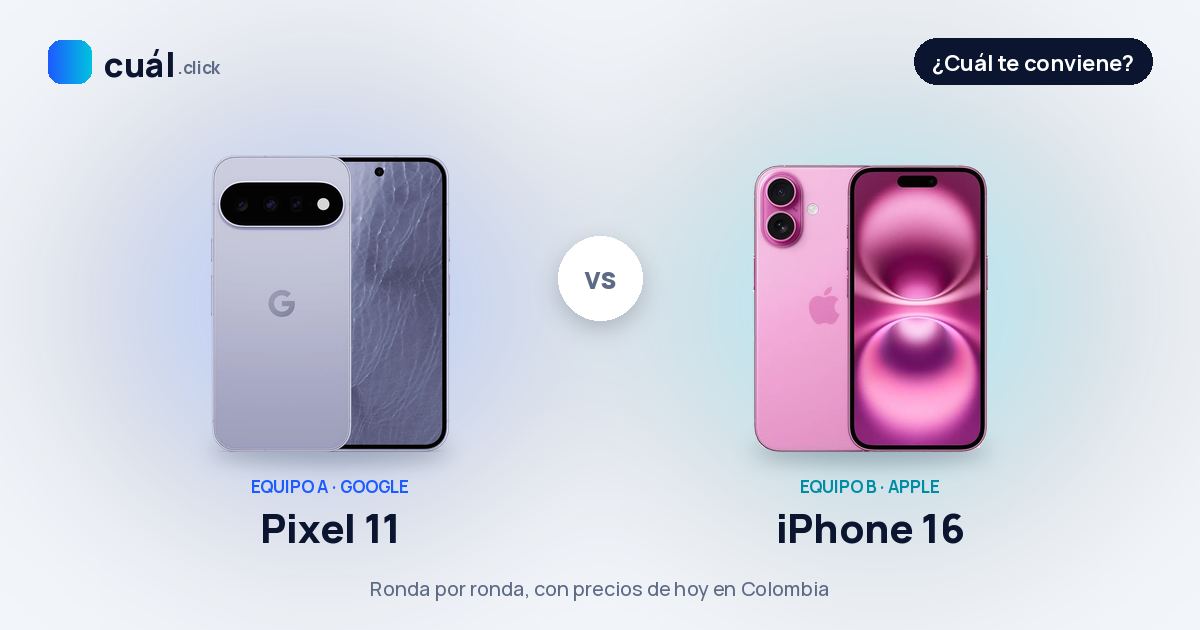 cuál.click
¿Cuál te conviene?
VS
EQUIPO A · GOOGLE
Pixel 11
EQUIPO B · APPLE
iPhone 16
Ronda por ronda, con precios de hoy en Colombia